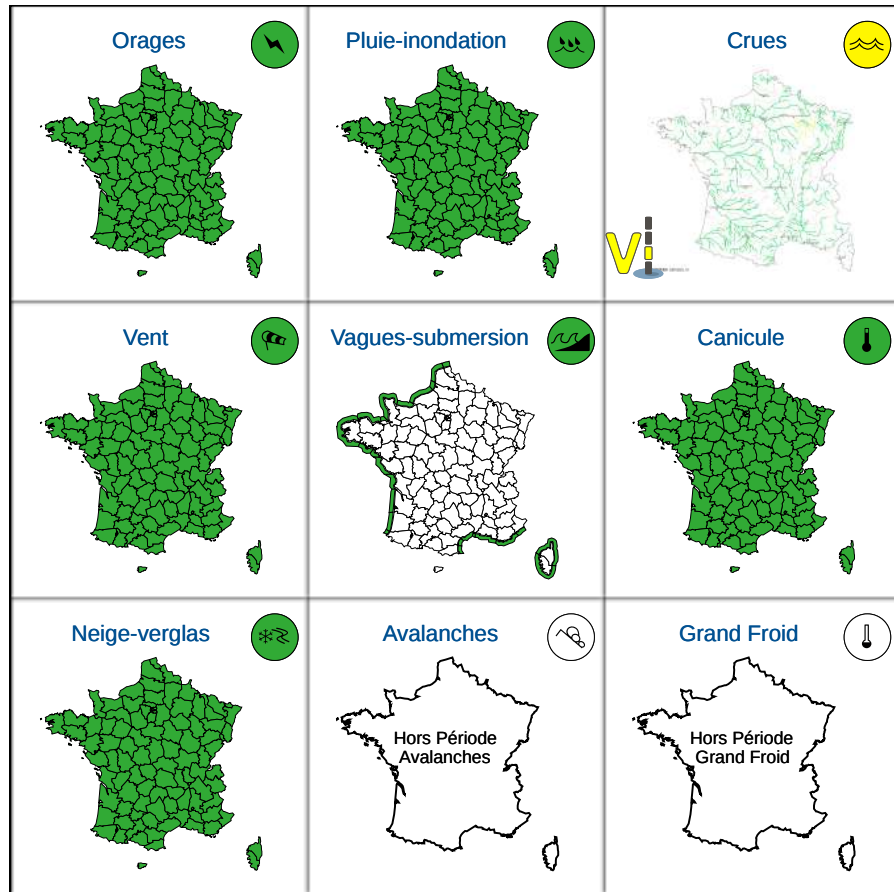 Orages
Pluie-inondation
Crues
Vi
Vent
Vagues-submersion
Canicule
Neige-verglas
Avalanches
Grand Froid
Hors Période
Avalanches
Hors Période
Grand Froid